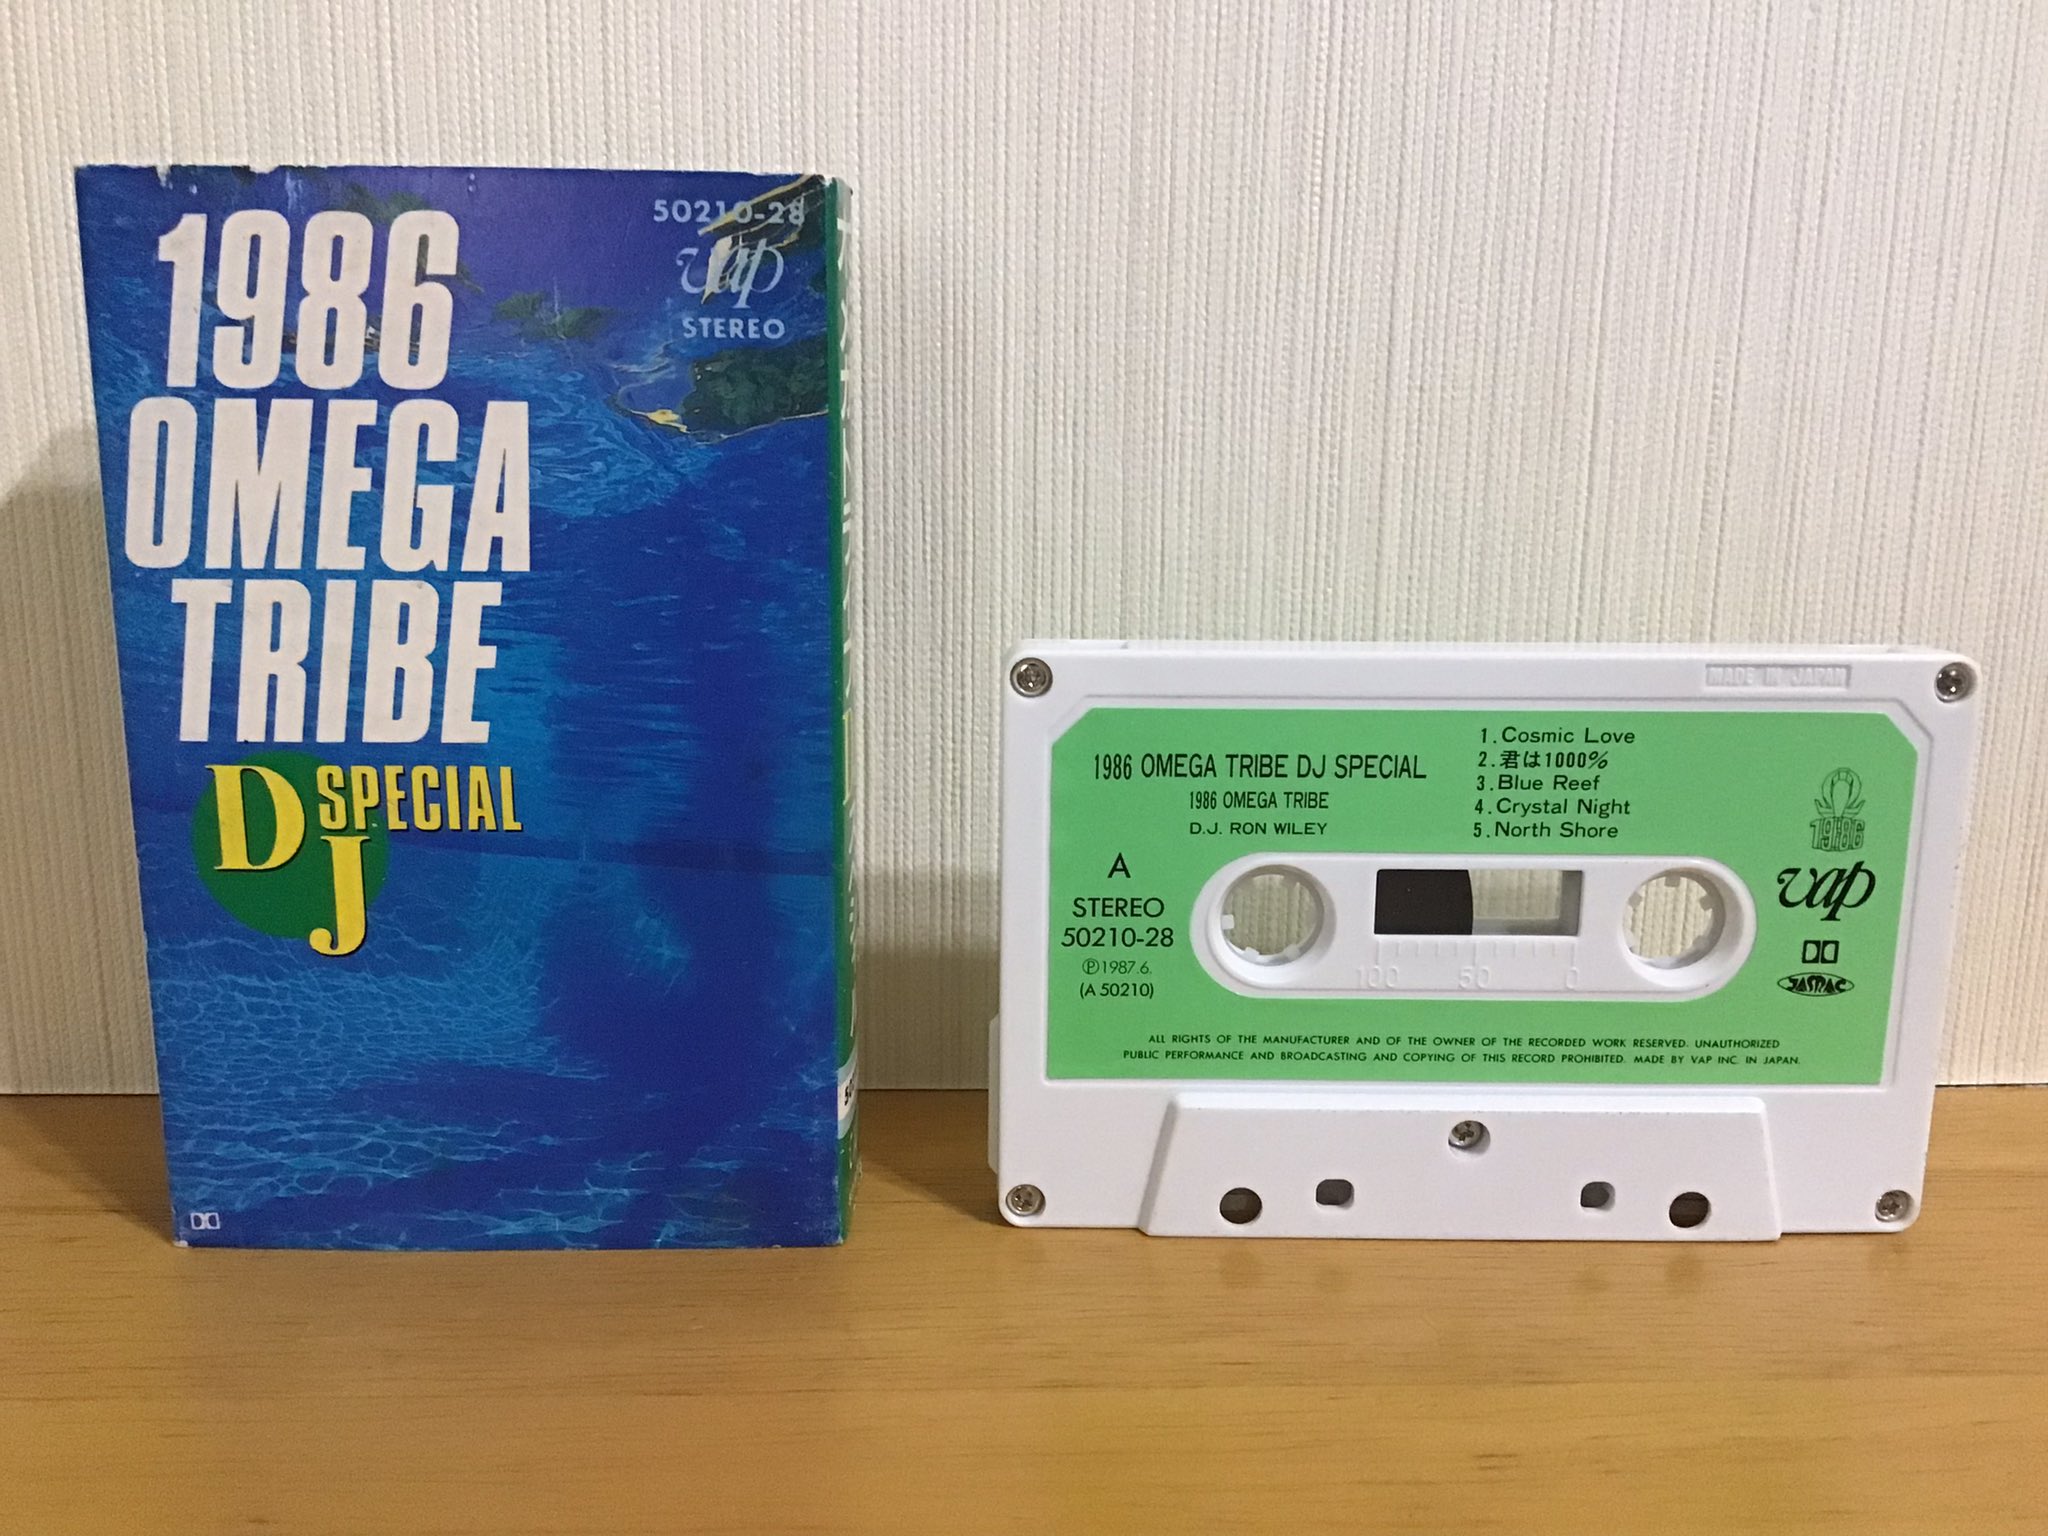 1986
OMEGA
TRIBE
DJ SPECIAL
50210-28
vap
STEREO
MADE IN JAPAN
1986 OMEGA TRIBE DJ SPECIAL
1986 OMEGA TRIBE
D.J. RON WILEY
1.Cosmic Love
2.君は1000%
3.Blue Reef
4.Crystal Night
5.North Shore
A
STEREO
50210-28
Ⓟ1987.6.
(A 50210)
1986
vap
JASRAC
100 50 0
ALL RIGHTS OF THE MANUFACTURER AND OF THE OWNER OF THE RECORDED WORK RESERVED. UNAUTHORIZED
PUBLIC PERFORMANCE AND BROADCASTING AND COPYING OF THIS RECORD PROHIBITED. MADE BY VAP INC. IN JAPAN.